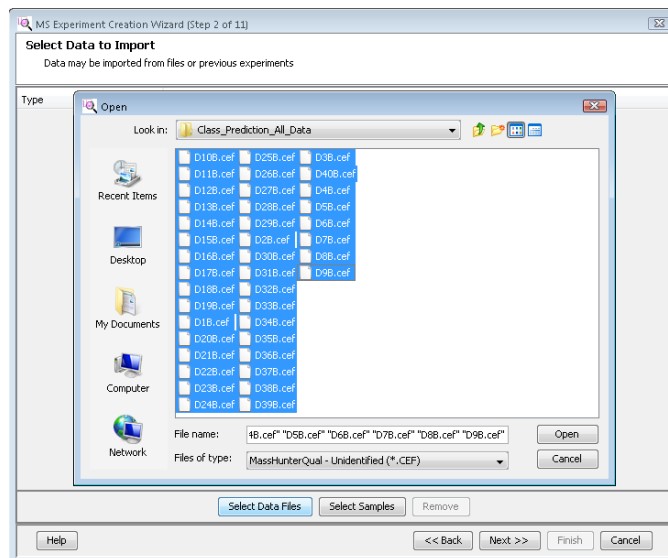 MS Experiment Creation Wizard (Step 2 of 11)
Select Data to Import
Data may be imported from files or previous experiments
Type
Open
Look in: Class_Prediction_All_Data
D10B.cef D25B.cef D3B.cef
D11B.cef D26B.cef D40B.cef
D12B.cef D27B.cef D4B.cef
D13B.cef D28B.cef D5B.cef
D14B.cef D29B.cef D6B.cef
D15B.cef D2B.cef D7B.cef
D16B.cef D30B.cef D8B.cef
D17B.cef D31B.cef D9B.cef
D18B.cef D32B.cef
D19B.cef D33B.cef
D1B.cef D34B.cef
D20B.cef D35B.cef
D21B.cef D36B.cef
D22B.cef D37B.cef
D23B.cef D38B.cef
D24B.cef D39B.cef
Recent Items
Desktop
My Documents
Computer
Network
File name: 4B.cef" "D5B.cef" "D6B.cef" "D7B.cef" "D8B.cef" "D9B.cef" Open
Files of type: MassHunterQual - Unidentified (*.CEF) Cancel
Select Data Files Select Samples Remove
Help << Back Next >> Finish Cancel